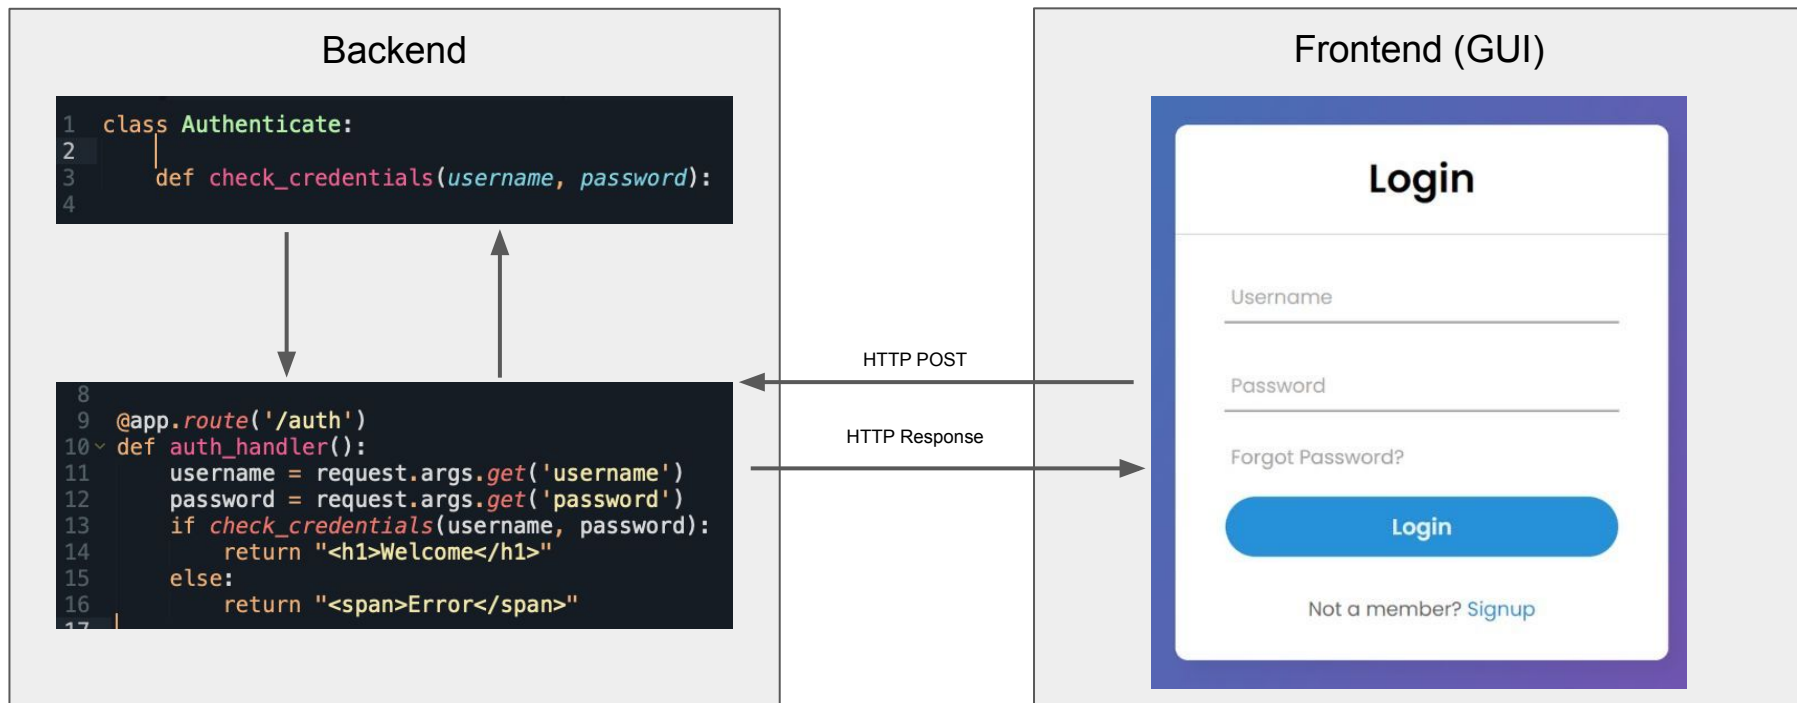 Backend
1 class Authenticate:
2
3 def check_credentials(username, password):
4
8
9 @app.route('/auth')
10 def auth_handler():
11 username = request.args.get('username')
12 password = request.args.get('password')
13 if check_credentials(username, password):
14 return "<h1>Welcome</h1>"
15 else:
16 return "<span>Error</span>"
17
HTTP POST
HTTP Response
Frontend (GUI)
Login
Username
Password
Forgot Password?
Login
Not a member? Signup